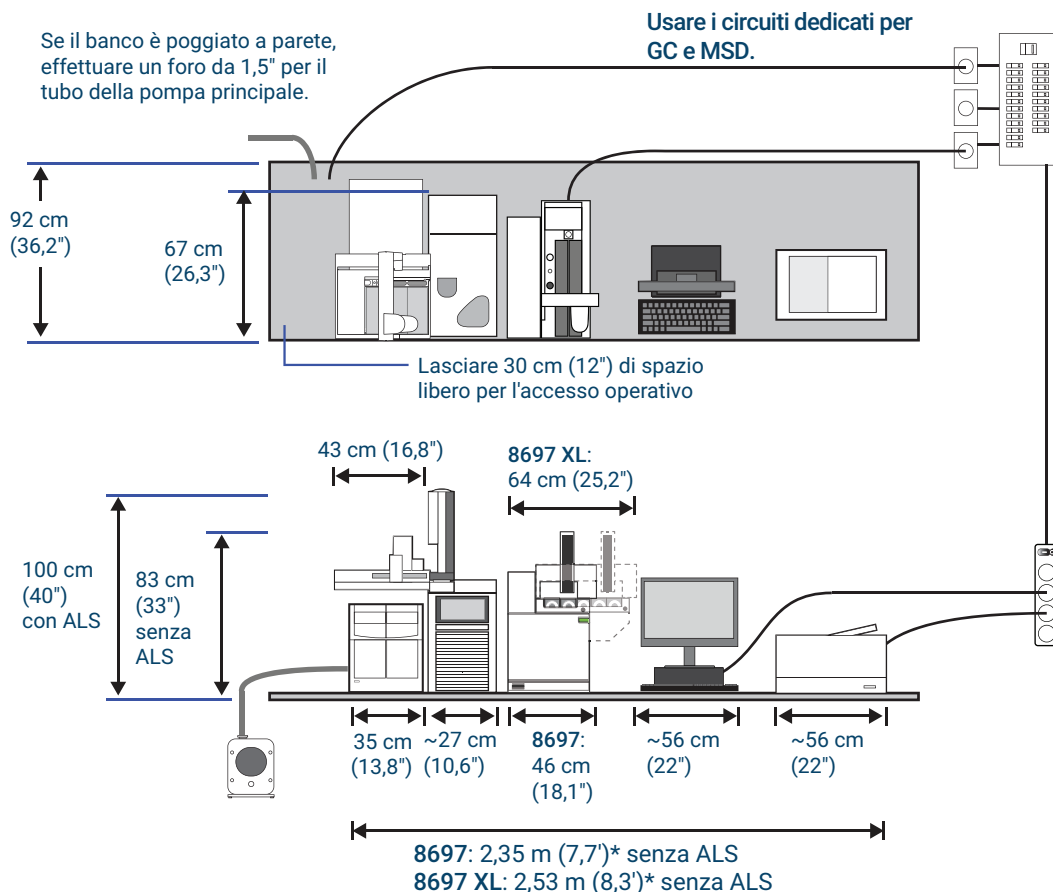 Se il banco è poggiato a parete,
effettuare un foro da 1,5" per il
tubo della pompa principale.
Usare i circuiti dedicati per
GC e MSD.
92 cm
(36,2")
67 cm
(26,3")
Lasciare 30 cm (12") di spazio
libero per l'accesso operativo
43 cm (16,8")
8697 XL:
64 cm (25,2")
100 cm
(40")
con ALS
83 cm
(33")
senza
ALS
35 cm
(13,8")
~27 cm
(10,6")
8697:
46 cm
(18,1")
~56 cm
(22")
~56 cm
(22")
8697: 2,35 m (7,7')* senza ALS
8697 XL: 2,53 m (8,3')* senza ALS